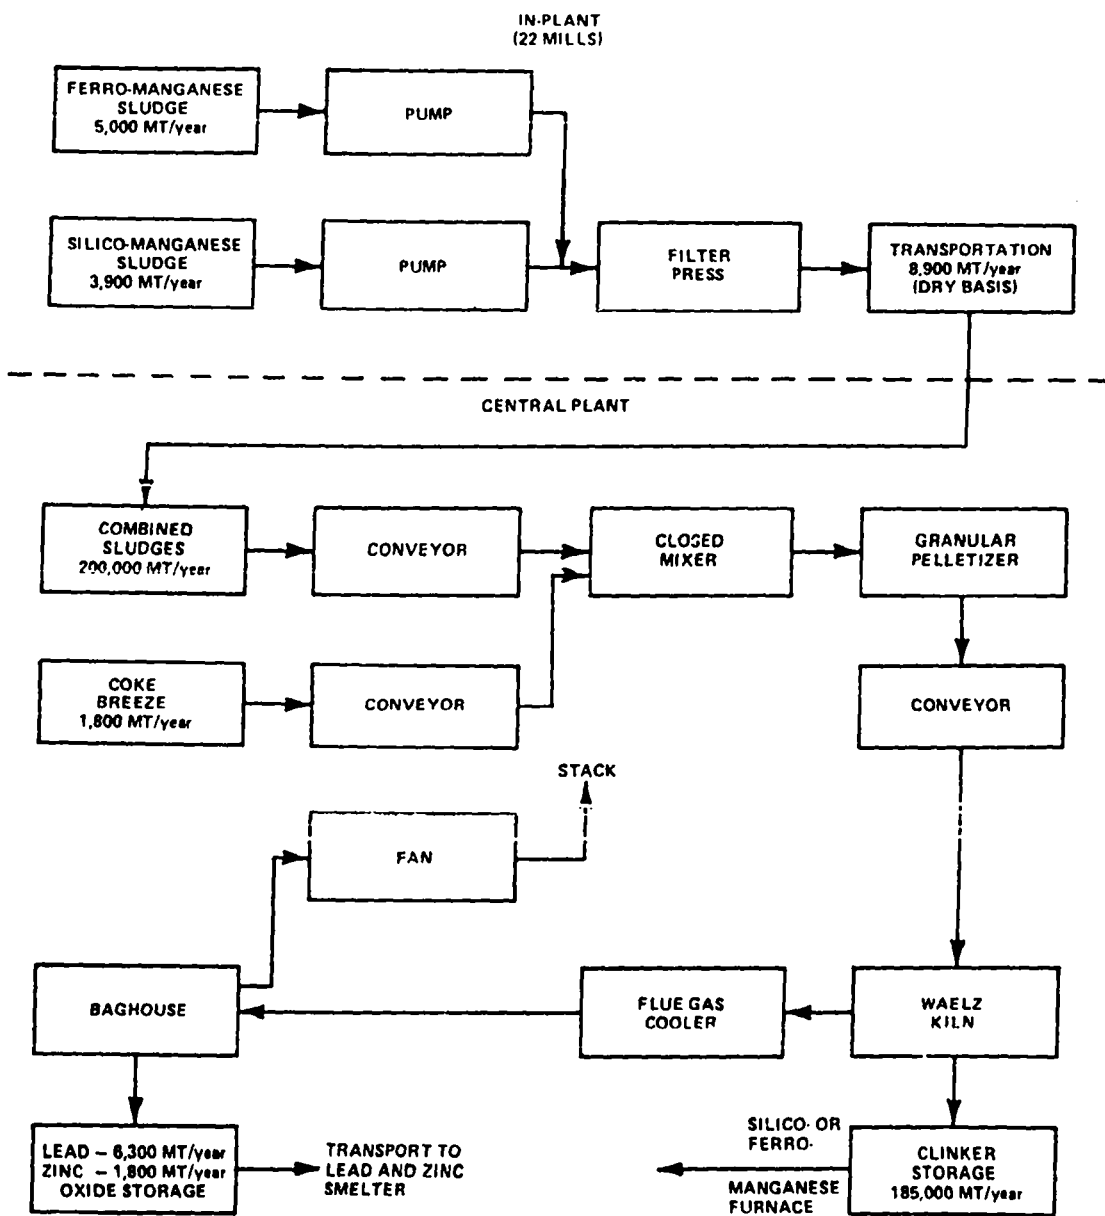 IN-PLANT
(22 MILLS)
FERRO-MANGANESE
SLUDGE
5,000 MT/year
PUMP
SILICO-MANGANESE
SLUDGE
3,900 MT/year
PUMP
FILTER
PRESS
TRANSPORTATION
8,900 MT/year
(DRY BASIS)
CENTRAL PLANT
COMBINED
SLUDGES
200,000 MT/year
CONVEYOR
CLOSED
MIXER
GRANULAR
PELLETIZER
COKE
BREEZE
1,800 MT/year
CONVEYOR
CONVEYOR
STACK
FAN
BAGHOUSE
FLUE GAS
COOLER
WAELZ
KILN
LEAD – 6,300 MT/year
ZINC – 1,800 MT/year
OXIDE STORAGE
TRANSPORT TO
LEAD AND ZINC
SMELTER
SILICO- OR
FERRO-
MANGANESE
FURNACE
CLINKER
STORAGE
185,000 MT/year